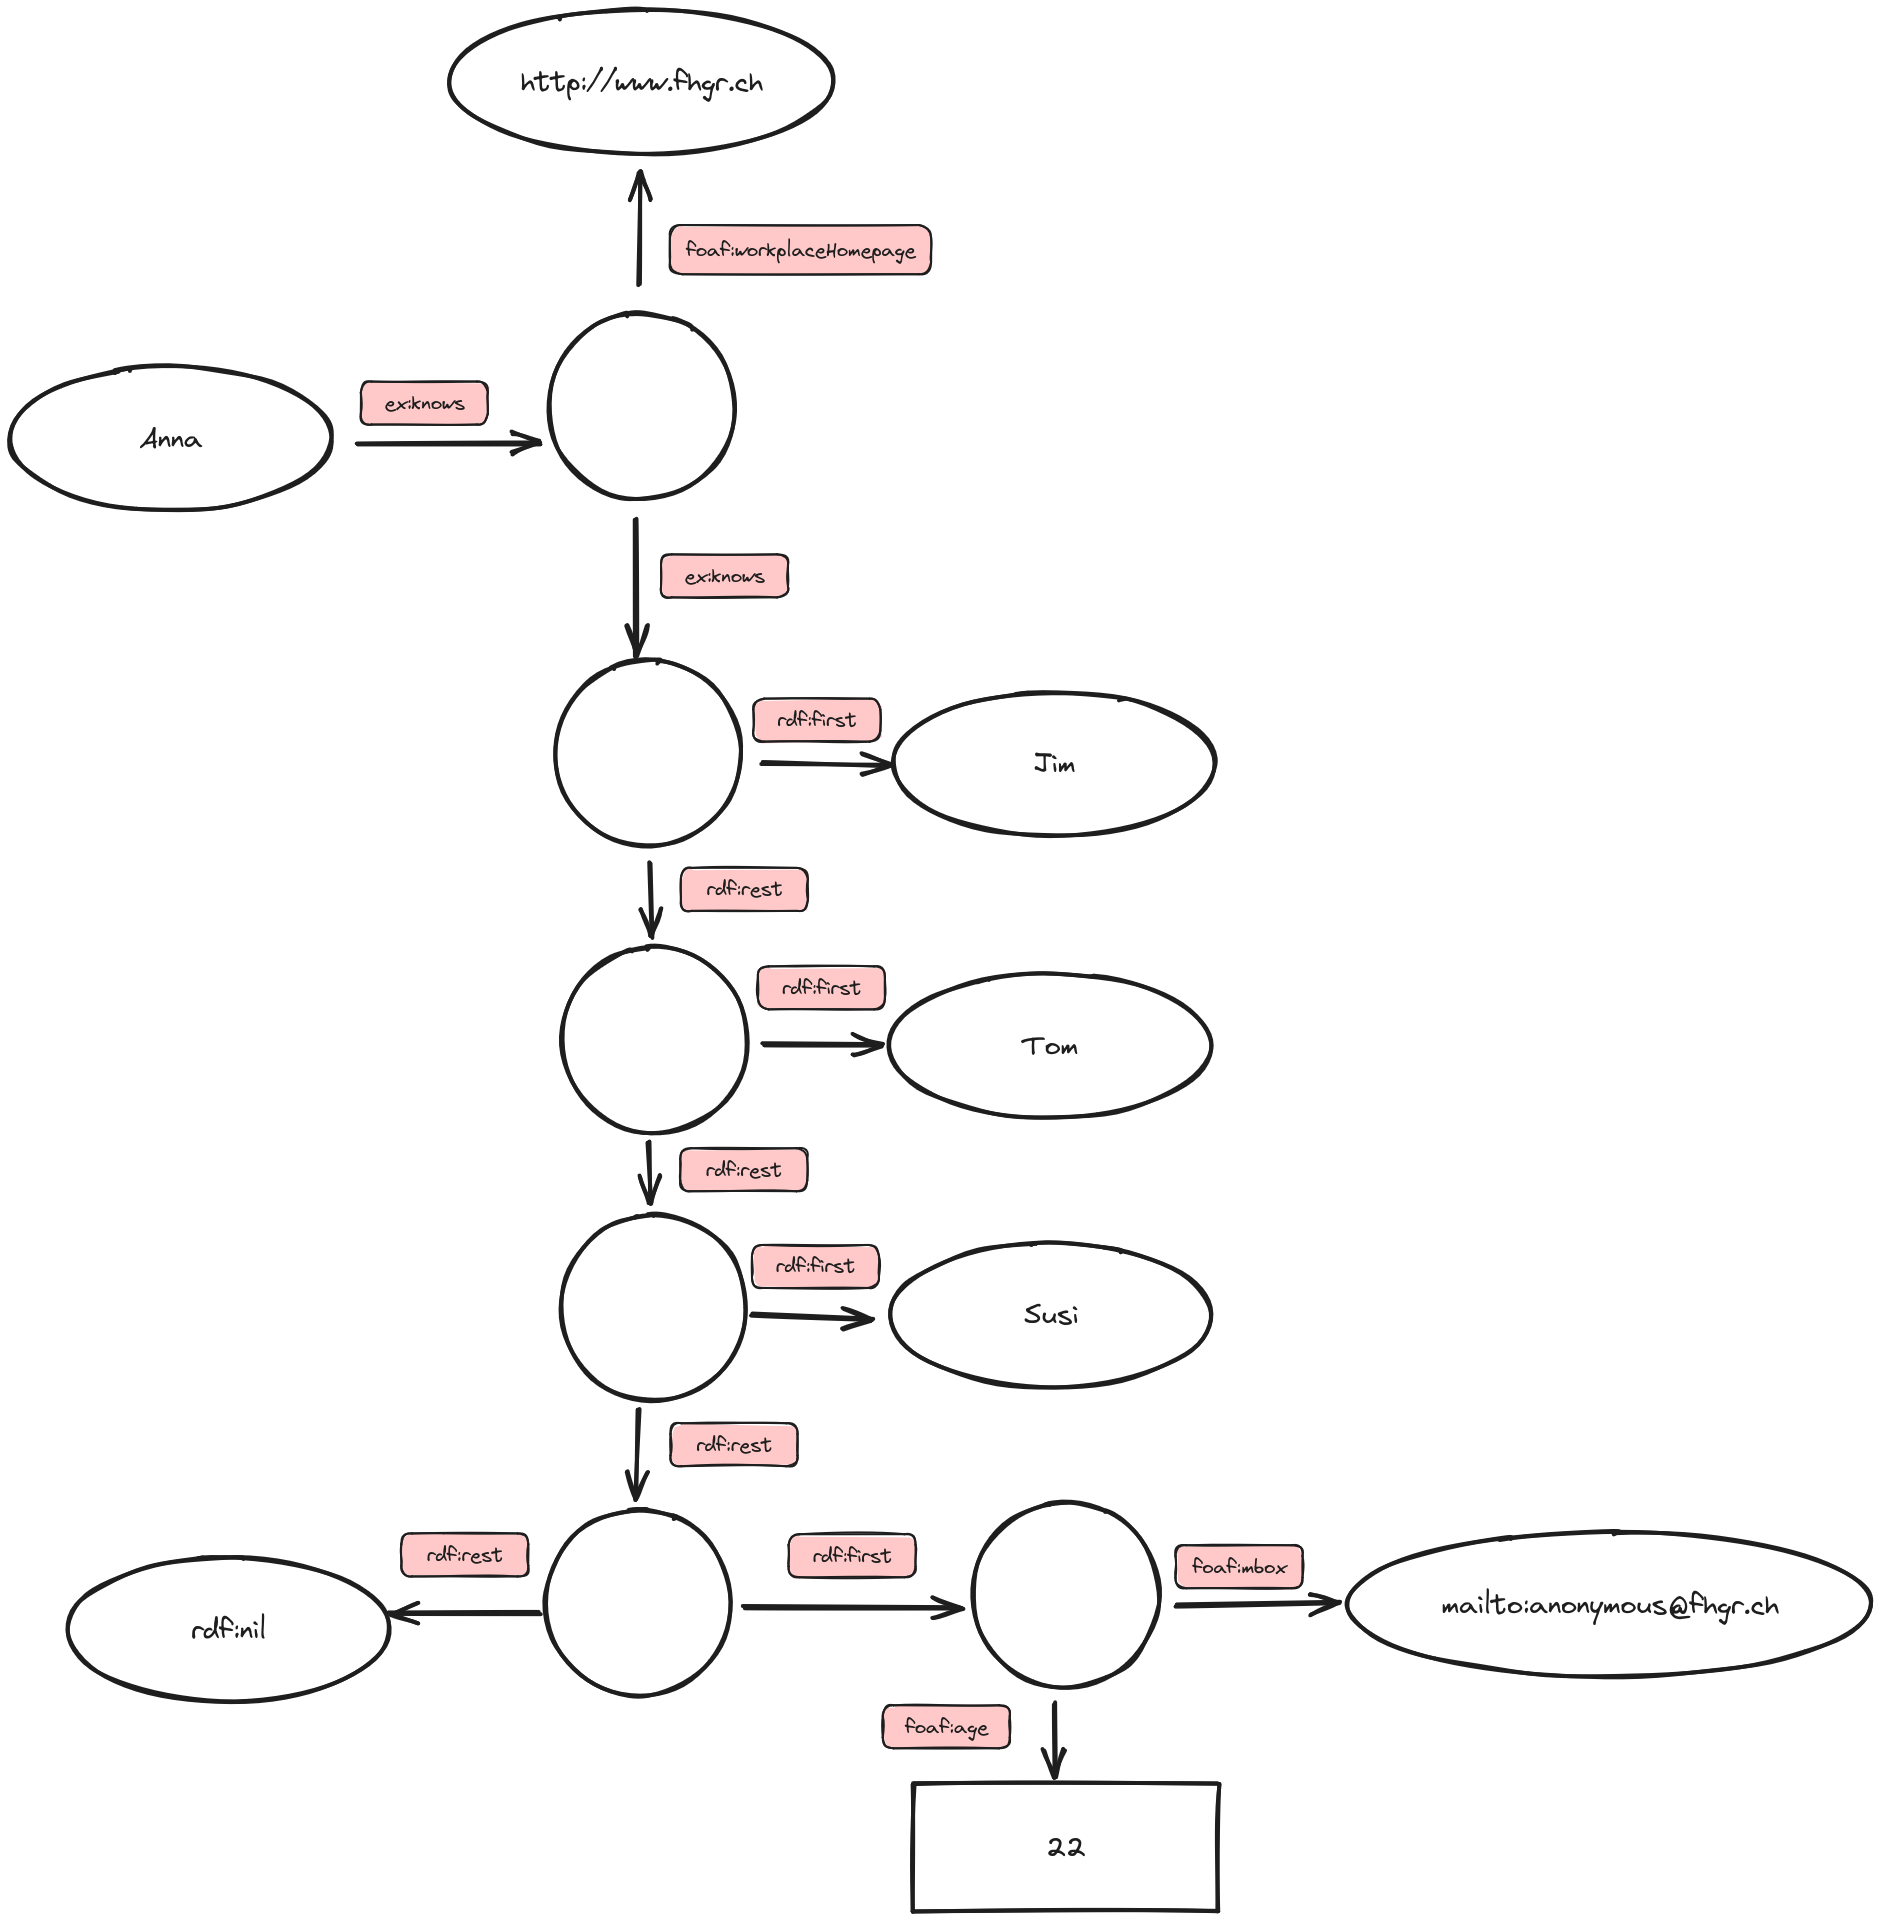 http://www.fhgr.ch
foaf:workplaceHomepage
ex:knows
Anna
ex:knows
rdf:first
Jim
rdf:rest
rdf:first
Tom
rdf:rest
rdf:first
Susi
rdf:rest
rdf:rest
rdf:first
foaf:mbox
rdf:nil
mailto:anonymous@fhgr.ch
foaf:age
22